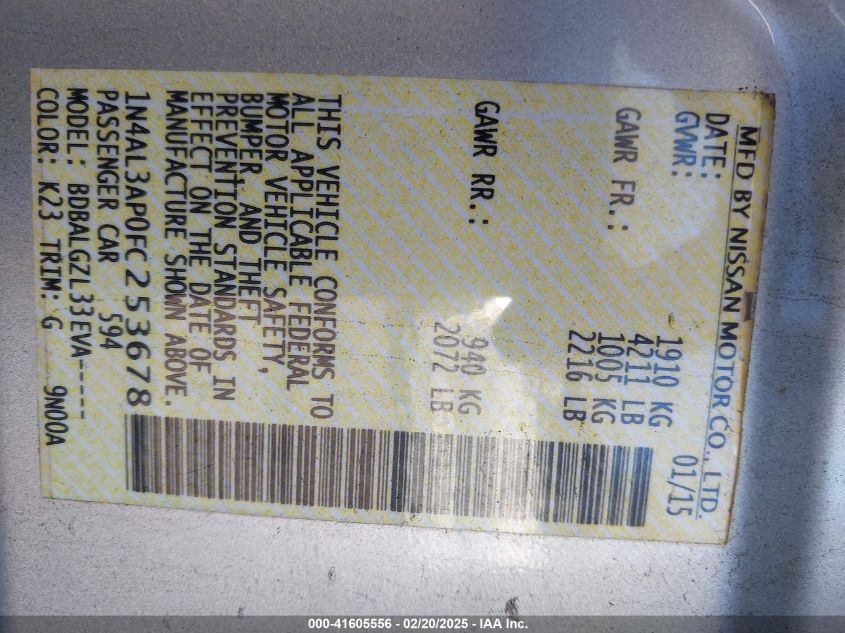 MFD BY NISSAN MOTOR CO., LTD.
DATE: 01/15
GVWR: 1910 KG
4211 LB
GAWR FR.: 1005 KG
2216 LB
GAWR RR.: 940 KG
2072 LB
THIS VEHICLE CONFORMS TO
ALL APPLICABLE FEDERAL
MOTOR VEHICLE SAFETY,
BUMPER, AND THEFT
PREVENTION STANDARDS IN
EFFECT ON THE DATE OF
MANUFACTURE SHOWN ABOVE.
1N4AL3AP0FC253678
PASSENGER CAR 594
MODEL: BDBALGZL33EVA-----
COLOR: K23 TRIM: G 9N00A
000-41605556 - 02/20/2025 - IAA Inc.